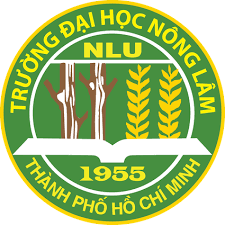 TRƯỜNG ĐẠI HỌC NÔNG LÂM
NLU
1955
THÀNH PHỐ HỒ CHÍ MINH